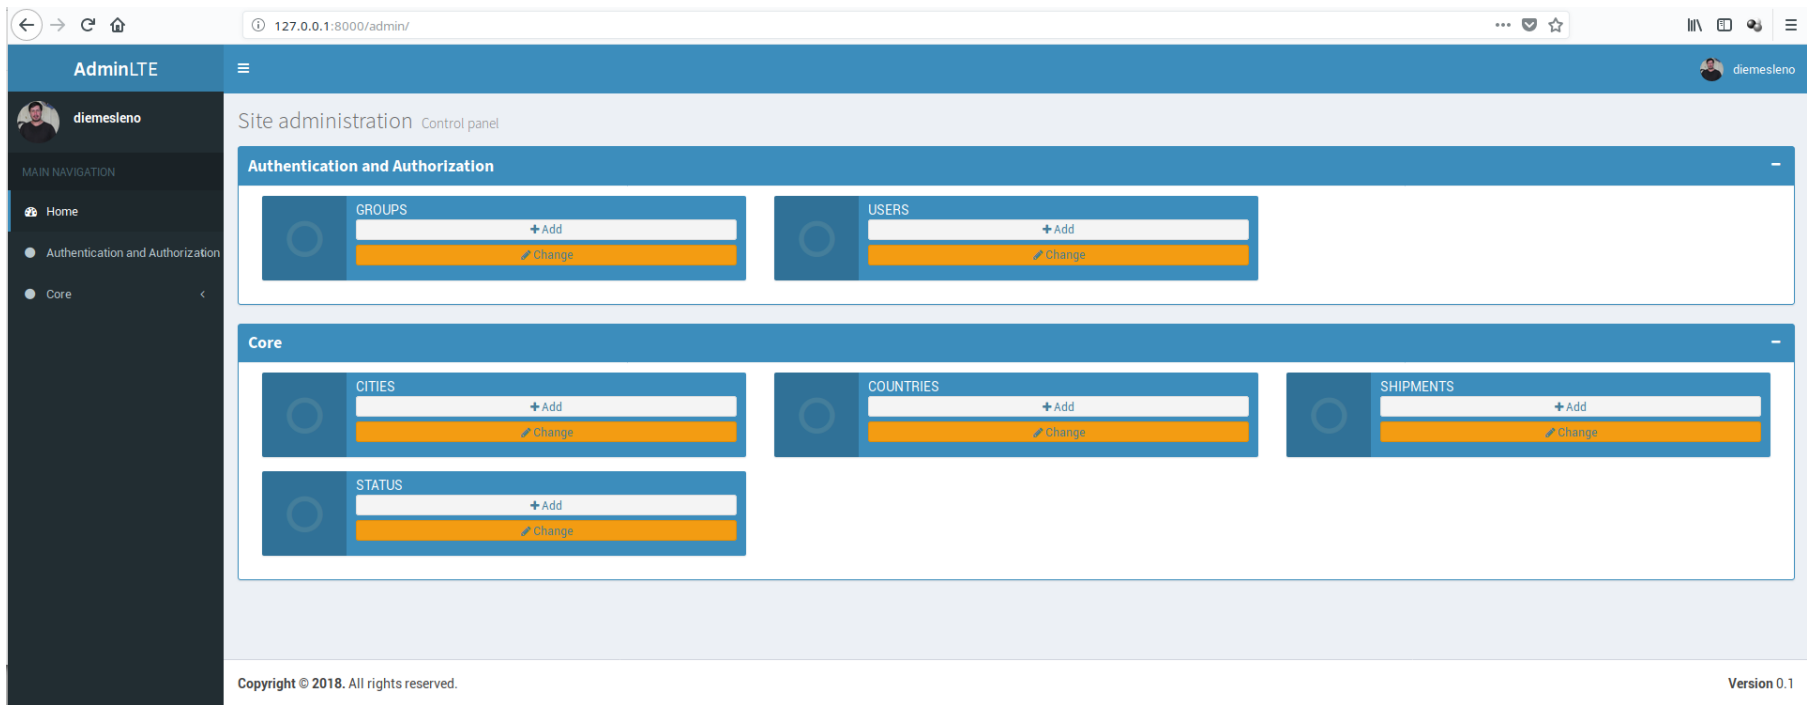 127.0.0.1:8000/admin/
AdminLTE
diemesleno
diemesleno
MAIN NAVIGATION
Home
Authentication and Authorization
Core
Site administration Control panel
Authentication and Authorization
GROUPS
Add
Change
USERS
Add
Change
Core
CITIES
Add
Change
COUNTRIES
Add
Change
SHIPMENTS
Add
Change
STATUS
Add
Change
Copyright © 2018. All rights reserved.
Version 0.1